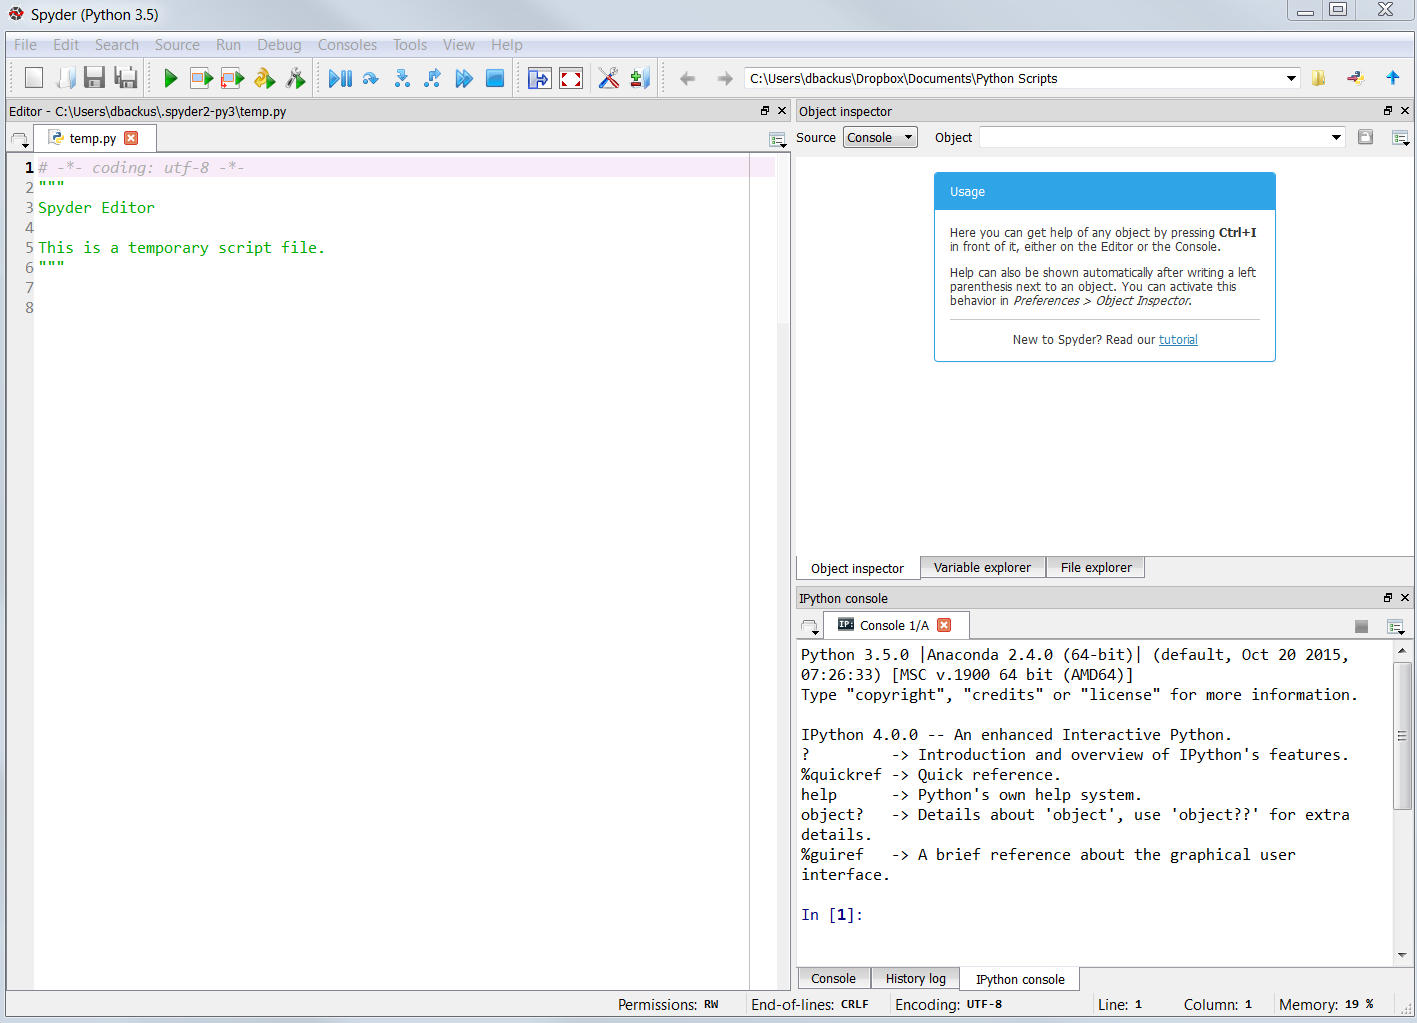 Spyder (Python 3.5)
File Edit Search Source Run Debug Consoles Tools View Help
C:\Users\dbackus\Dropbox\Documents\Python Scripts
Editor - C:\Users\dbackus\.spyder2-py3\temp.py
temp.py
1 # -*- coding: utf-8 -*-
2 """
3 Spyder Editor
4
5 This is a temporary script file.
6 """
7
8
Object inspector
Source Console Object
Usage
Here you can get help of any object by pressing Ctrl+I
in front of it, either on the Editor or the Console.
Help can also be shown automatically after writing a left
parenthesis next to an object. You can activate this
behavior in Preferences > Object Inspector.
New to Spyder? Read our tutorial
Object inspector Variable explorer File explorer
IPython console
IP: Console 1/A
Python 3.5.0 |Anaconda 2.4.0 (64-bit)| (default, Oct 20 2015,
07:26:33) [MSC v.1900 64 bit (AMD64)]
Type "copyright", "credits" or "license" for more information.
IPython 4.0.0 -- An enhanced Interactive Python.
? -> Introduction and overview of IPython's features.
%quickref -> Quick reference.
help -> Python's own help system.
object? -> Details about 'object', use 'object??' for extra
details.
%guiref -> A brief reference about the graphical user
interface.
In [1]:
Console History log IPython console
Permissions: RW End-of-lines: CRLF Encoding: UTF-8 Line: 1 Column: 1 Memory: 19 %